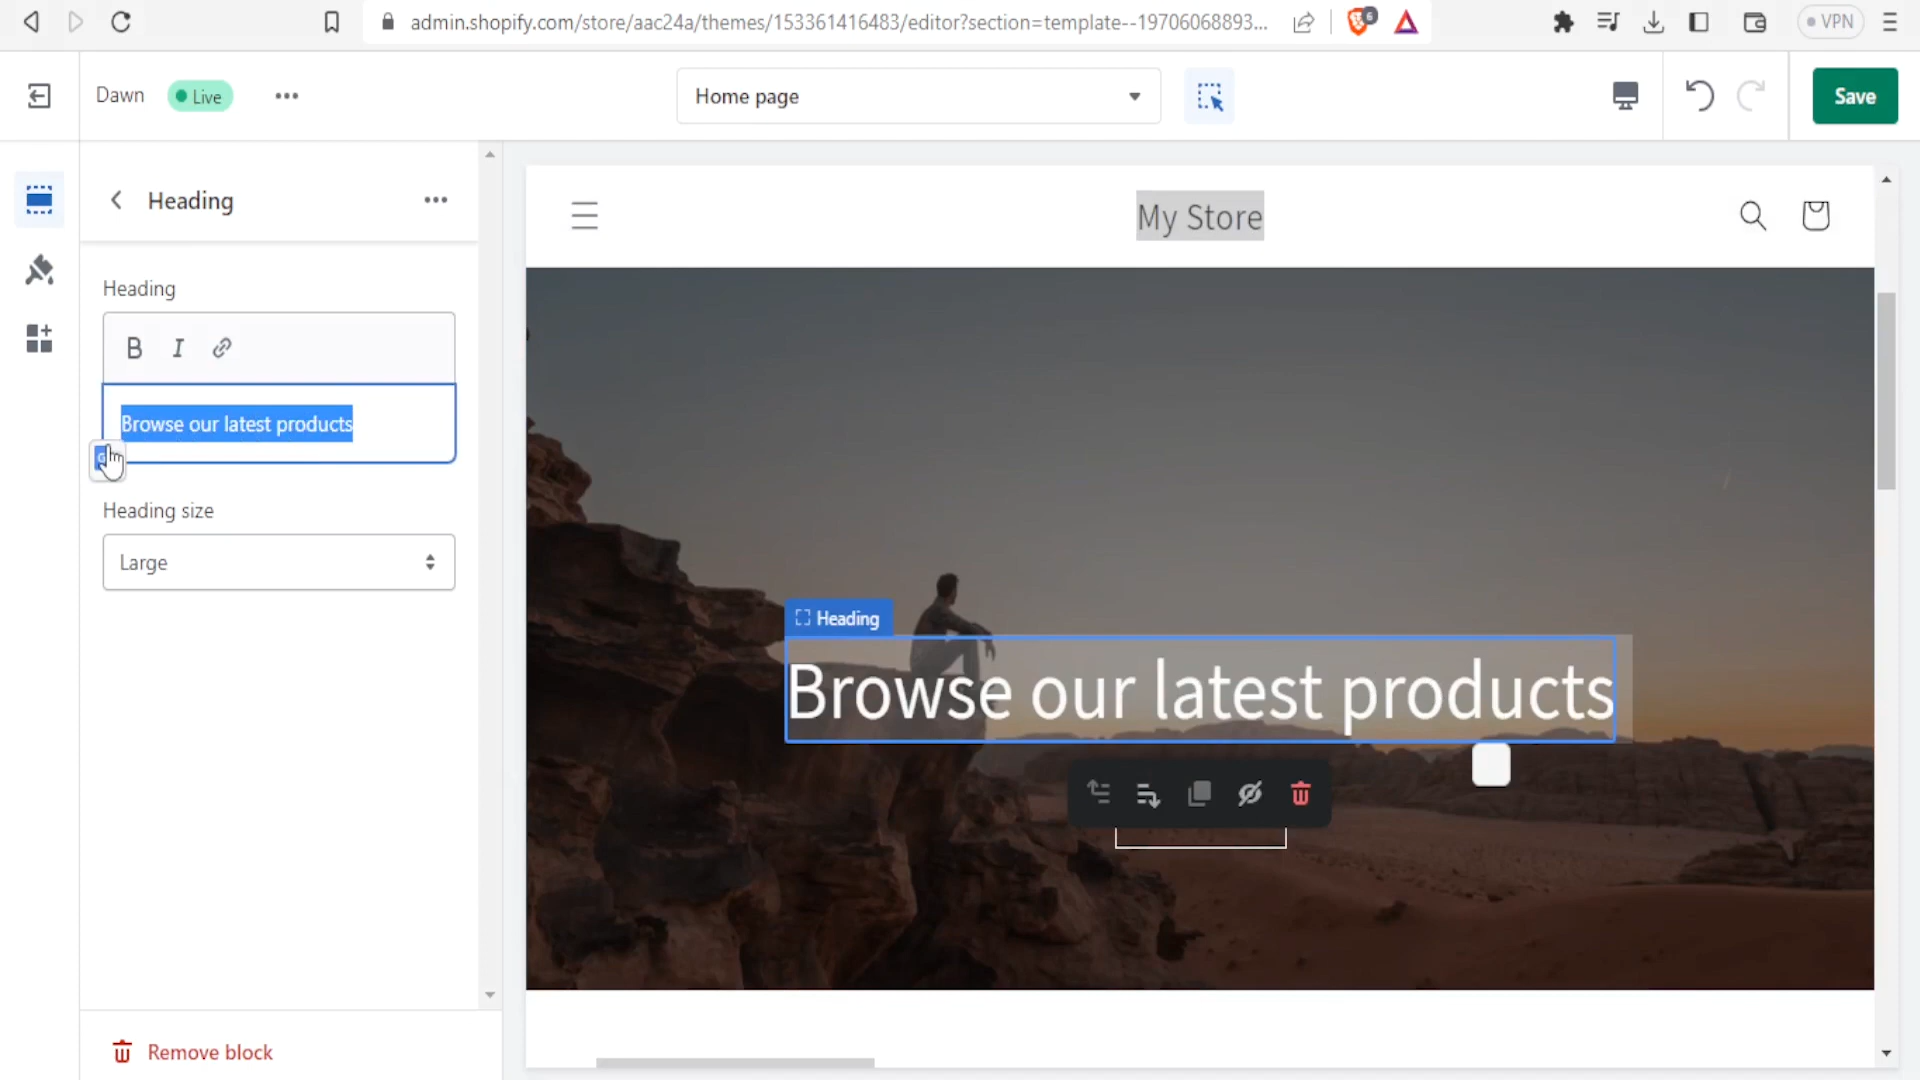 admin.shopify.com/store/aac24a/themes/153361416483/editor?section=template--19706068893...
6
VPN
Dawn
Live
Home page
Save
Heading
Heading
B I
Browse our latest products
Heading size
Large
Remove block
My Store
Heading
Browse our latest products